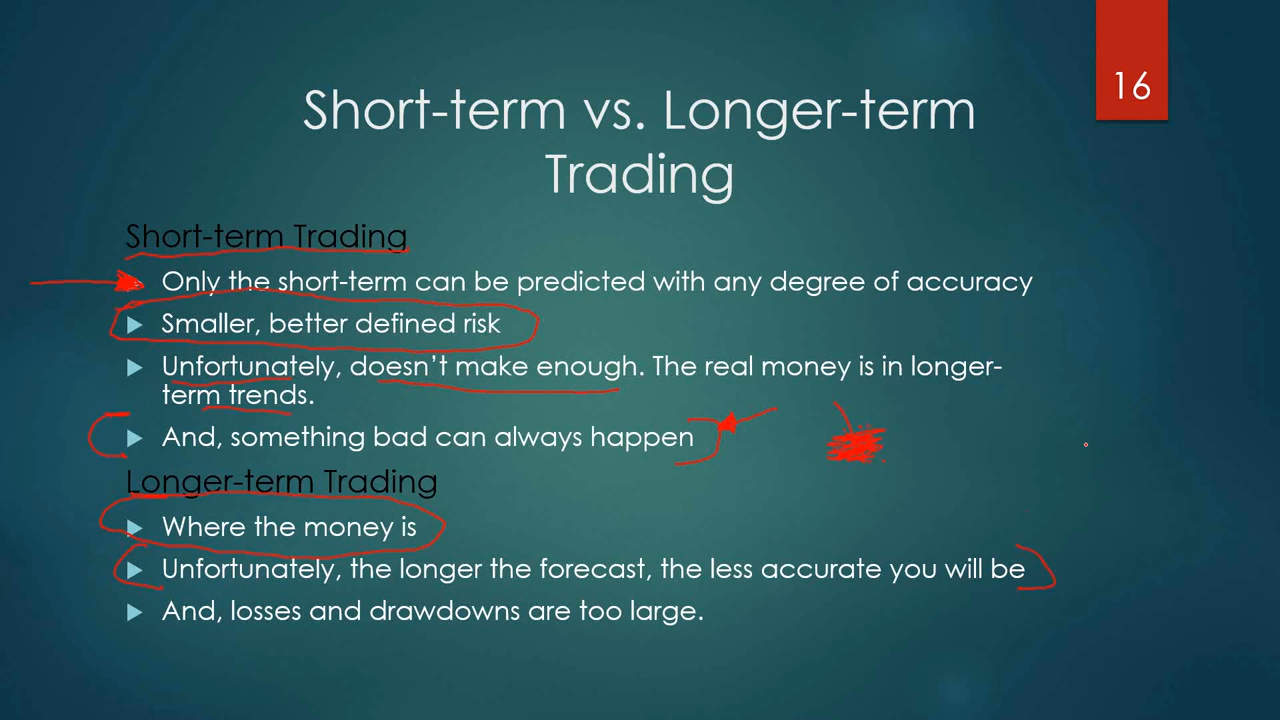 16
Short-term vs. Longer-term
Trading
Short-term Trading
Only the short-term can be predicted with any degree of accuracy
Smaller, better defined risk
Unfortunately, doesn’t make enough. The real money is in longer-
term trends.
And, something bad can always happen
Longer-term Trading
Where the money is
Unfortunately, the longer the forecast, the less accurate you will be
And, losses and drawdowns are too large.